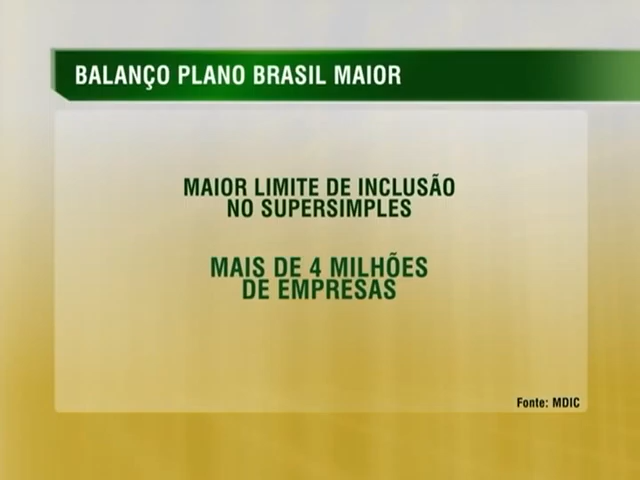 BALANÇO PLANO BRASIL MAIOR
MAIOR LIMITE DE INCLUSÃO
NO SUPERSIMPLES
MAIS DE 4 MILHÕES
DE EMPRESAS
Fonte: MDIC